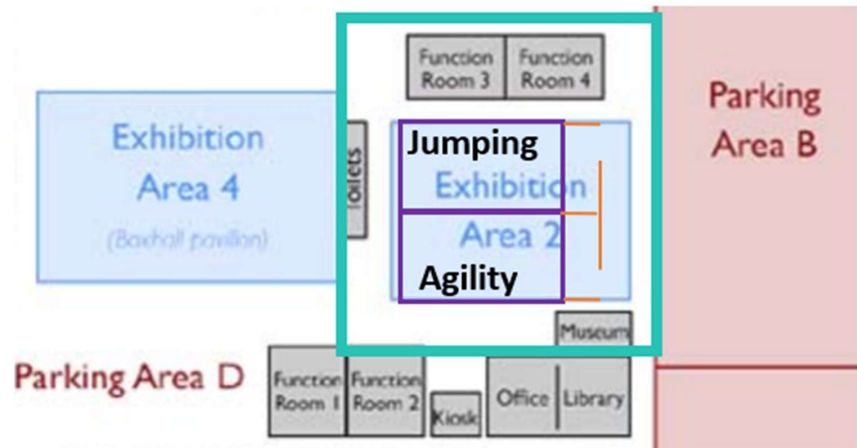 Function
Room 3
Function
Room 4
Parking
Area B
Exhibition
Area 4
(Boxhall pavilion)
Toilets
Jumping
Exhibition
Area 2
Agility
Museum
Parking Area D
Function
Room 1
Function
Room 2
Kiosk
Office
Library